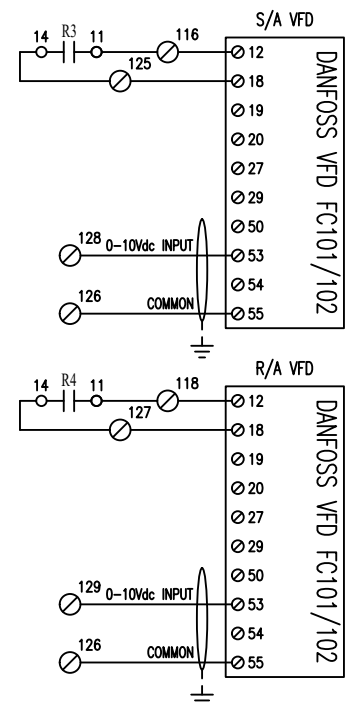 S/A VFD
14 R3 11 116 12
125 18
19
20
27
29
50
128 0-10Vdc INPUT 53
54
126 COMMON 55
DANFOSS VFD FC101/102
R/A VFD
14 R4 11 118 12
127 18
19
20
27
29
50
129 0-10Vdc INPUT 53
54
126 COMMON 55
DANFOSS VFD FC101/102